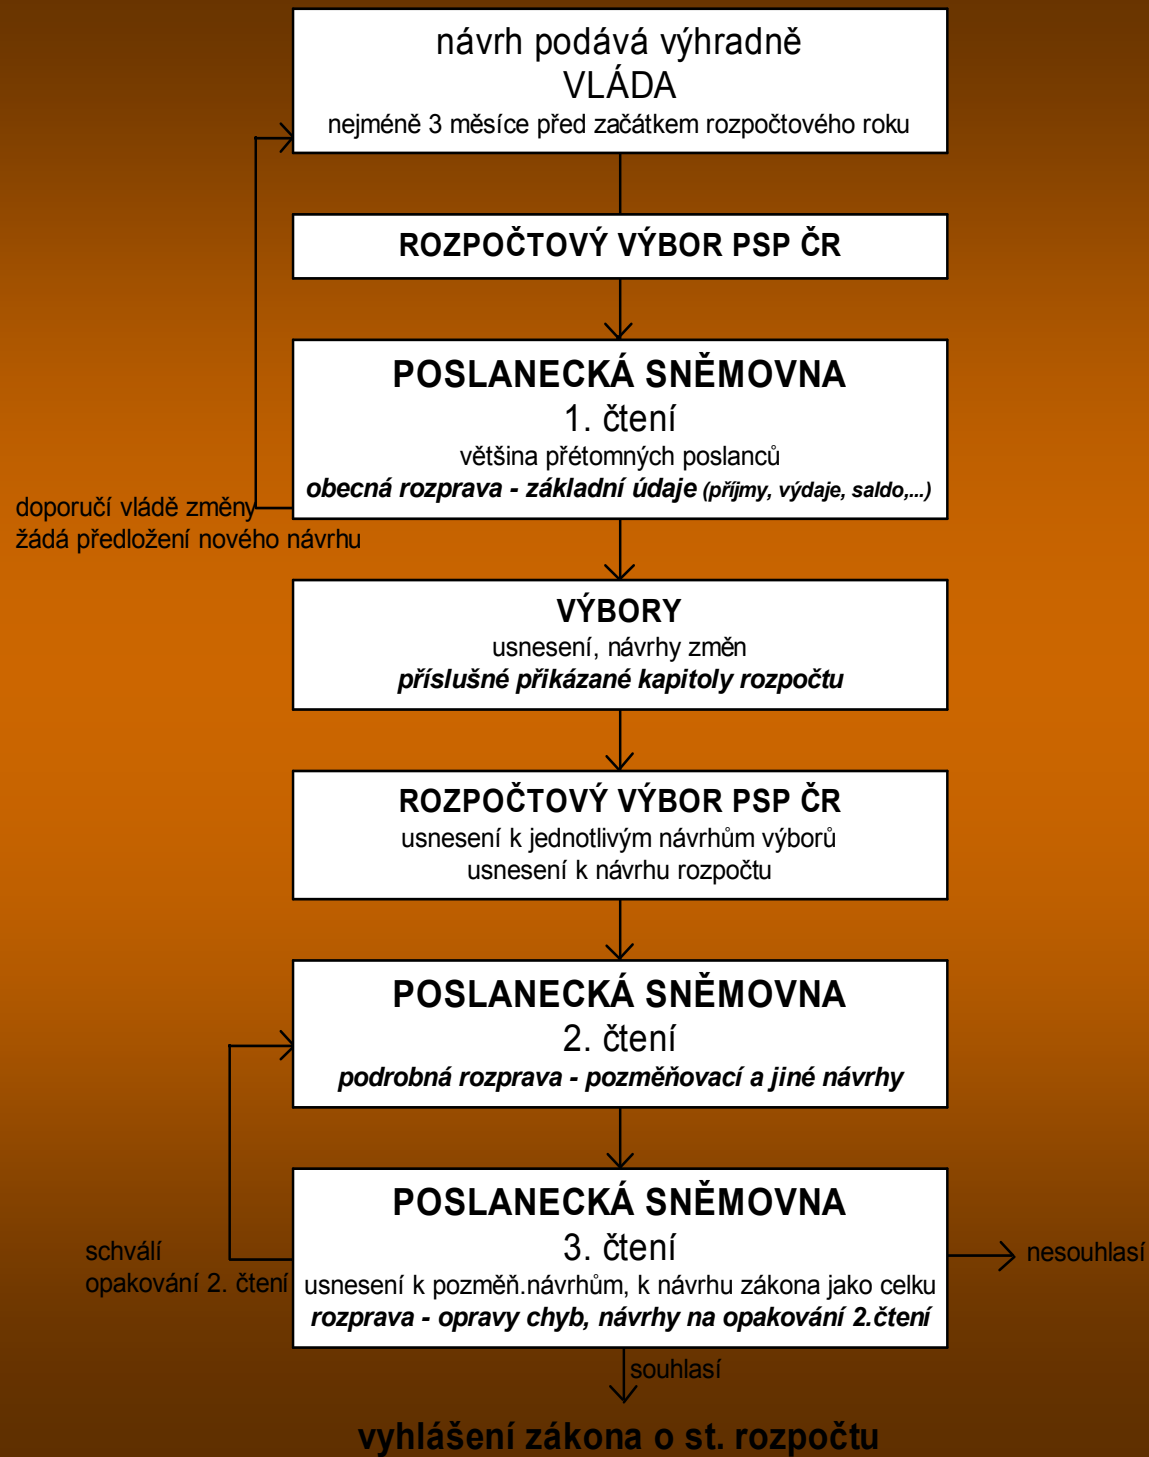 návrh podává výhradně
VLÁDA
nejméně 3 měsíce před začátkem rozpočtového roku
ROZPOČTOVÝ VÝBOR PSP ČR
POSLANECKÁ SNĚMOVNA
1. čtení
většina přétomných poslanců
obecná rozprava - základní údaje (příjmy, výdaje, saldo,...)
doporučí vládě změny
žádá předložení nového návrhu
VÝBORY
usnesení, návrhy změn
příslušné přikázané kapitoly rozpočtu
ROZPOČTOVÝ VÝBOR PSP ČR
usnesení k jednotlivým návrhům výborů
usnesení k návrhu rozpočtu
POSLANECKÁ SNĚMOVNA
2. čtení
podrobná rozprava - pozměňovací a jiné návrhy
POSLANECKÁ SNĚMOVNA
3. čtení
usnesení k pozměň.návrhům, k návrhu zákona jako celku
rozprava - opravy chyb, návrhy na opakování 2.čtení
schválí
opakování 2. čtení
nesouhlasí
souhlasí
vyhlášení zákona o st. rozpočtu